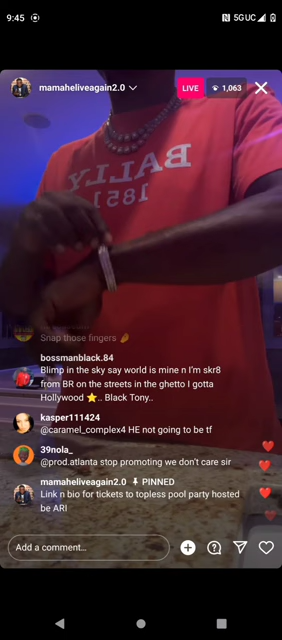 9:45
5GUC
mamaheliveagain2.0
LIVE
1,063
BALLY
1851
Snap those fingers
bossmanblack.84
Blimp in the sky say world is mine n I'm skr8
from BR on the streets in the ghetto I gotta
Hollywood ⭐.. Black Tony..
kasper111424
@caramel_complex4 HE not going to be tf
39nola_
@prod.atlanta stop promoting we don't care sir
mamaheliveagain2.0 PINNED
Link n bio for tickets to topless pool party hosted
be ARI
Add a comment…